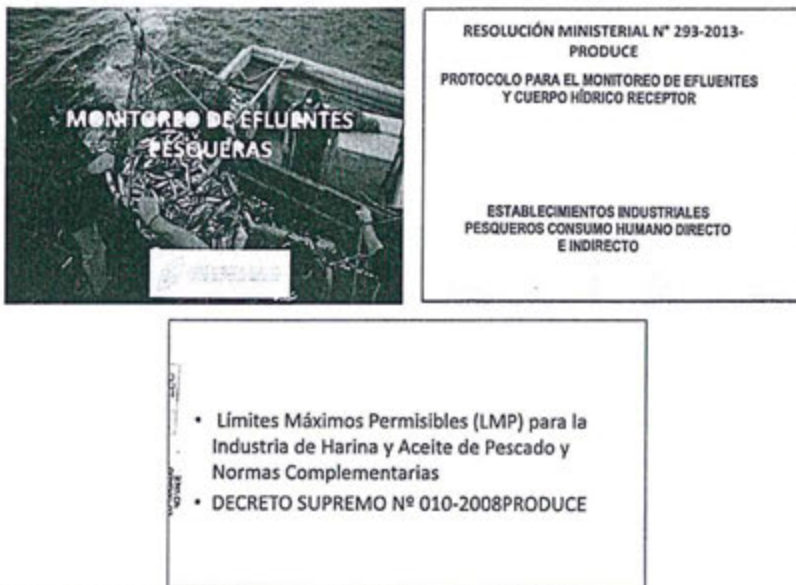 MONITOREO DE EFLUENTES
PESQUERAS
RESOLUCIÓN MINISTERIAL N° 293-2013-
PRODUCE
PROTOCOLO PARA EL MONITOREO DE EFLUENTES
Y CUERPO HÍDRICO RECEPTOR
ESTABLECIMIENTOS INDUSTRIALES
PESQUEROS CONSUMO HUMANO DIRECTO
E INDIRECTO
• Límites Máximos Permisibles (LMP) para la
Industria de Harina y Aceite de Pescado y
Normas Complementarias
• DECRETO SUPREMO Nº 010-2008PRODUCE